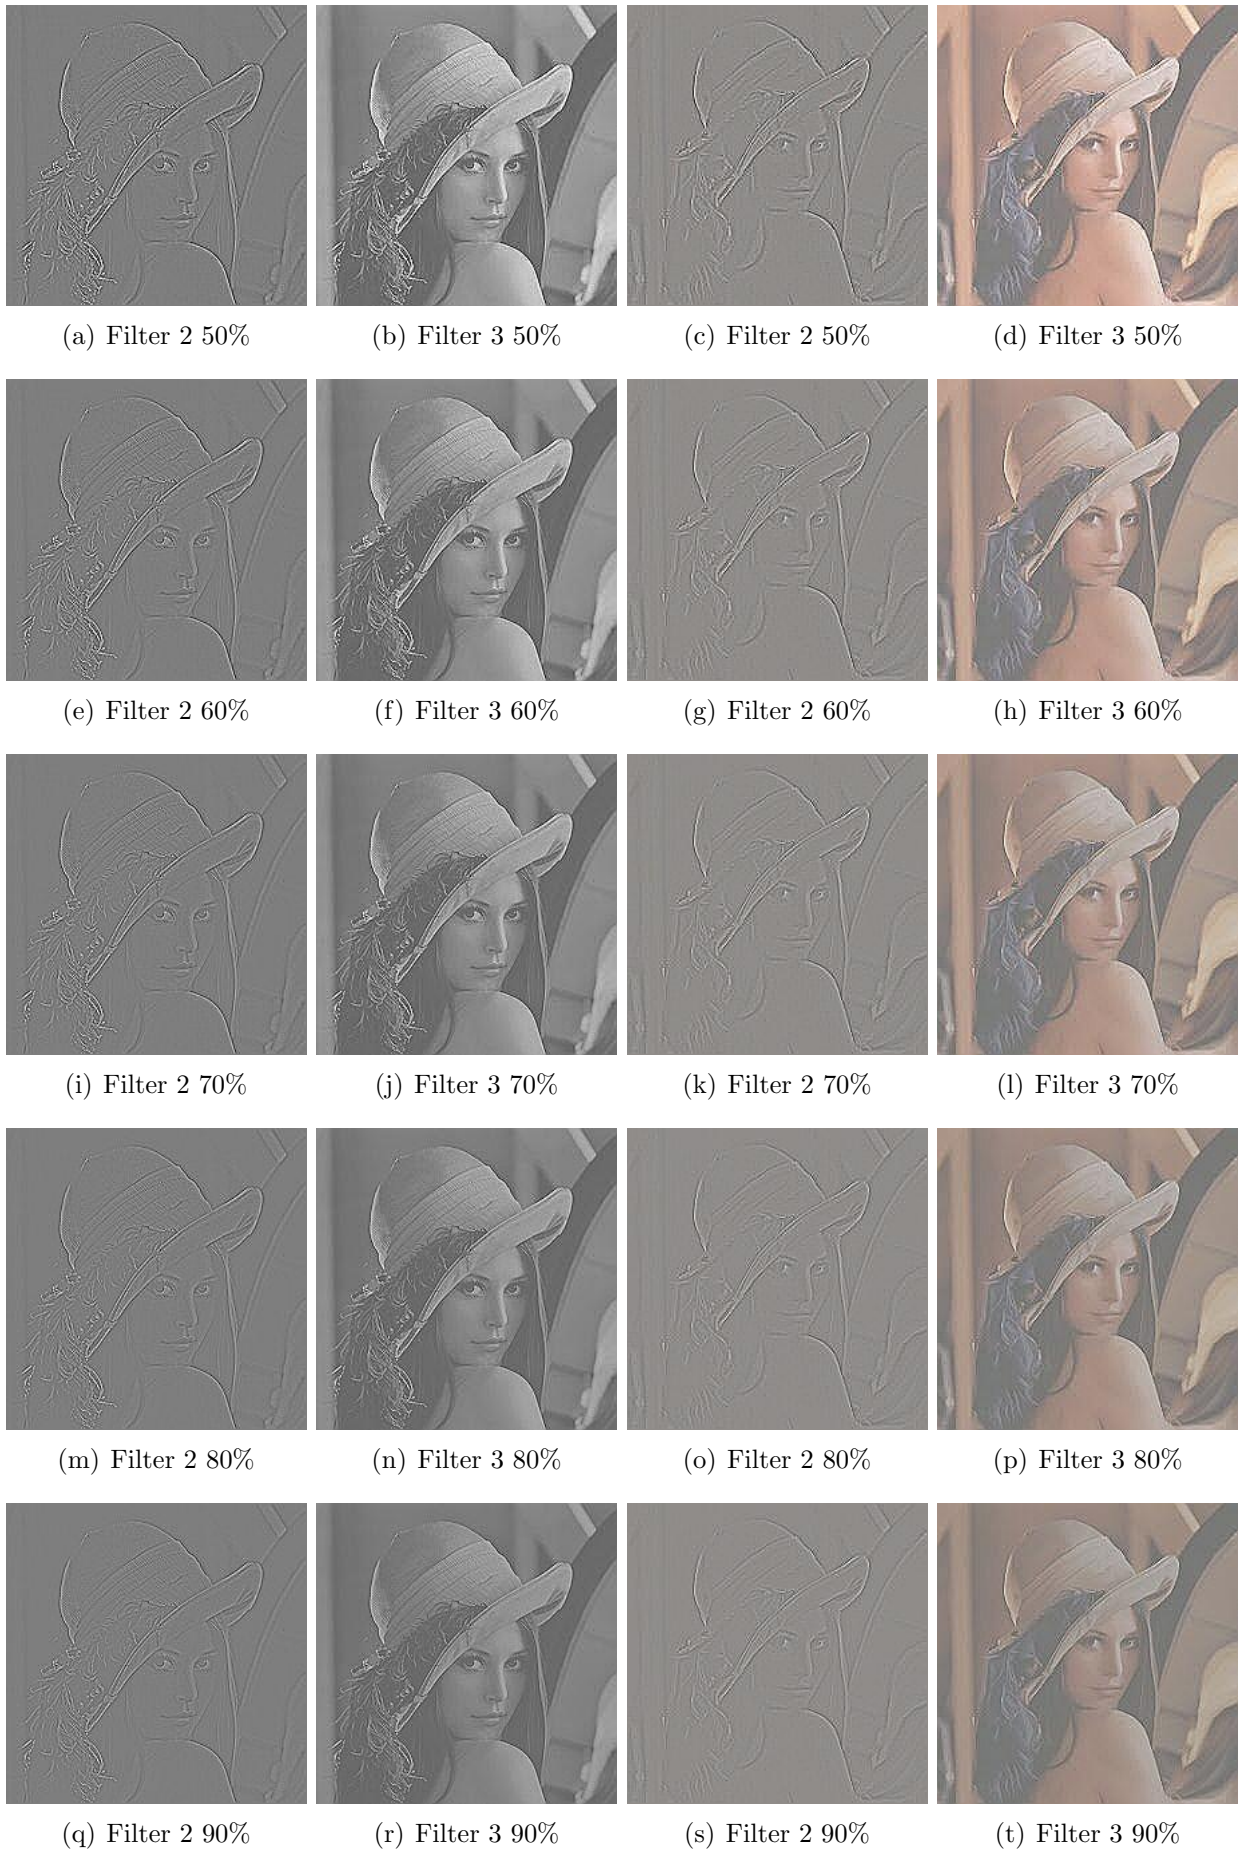 (a) Filter 2 50%
(b) Filter 3 50%
(c) Filter 2 50%
(d) Filter 3 50%
(e) Filter 2 60%
(f) Filter 3 60%
(g) Filter 2 60%
(h) Filter 3 60%
(i) Filter 2 70%
(j) Filter 3 70%
(k) Filter 2 70%
(l) Filter 3 70%
(m) Filter 2 80%
(n) Filter 3 80%
(o) Filter 2 80%
(p) Filter 3 80%
(q) Filter 2 90%
(r) Filter 3 90%
(s) Filter 2 90%
(t) Filter 3 90%